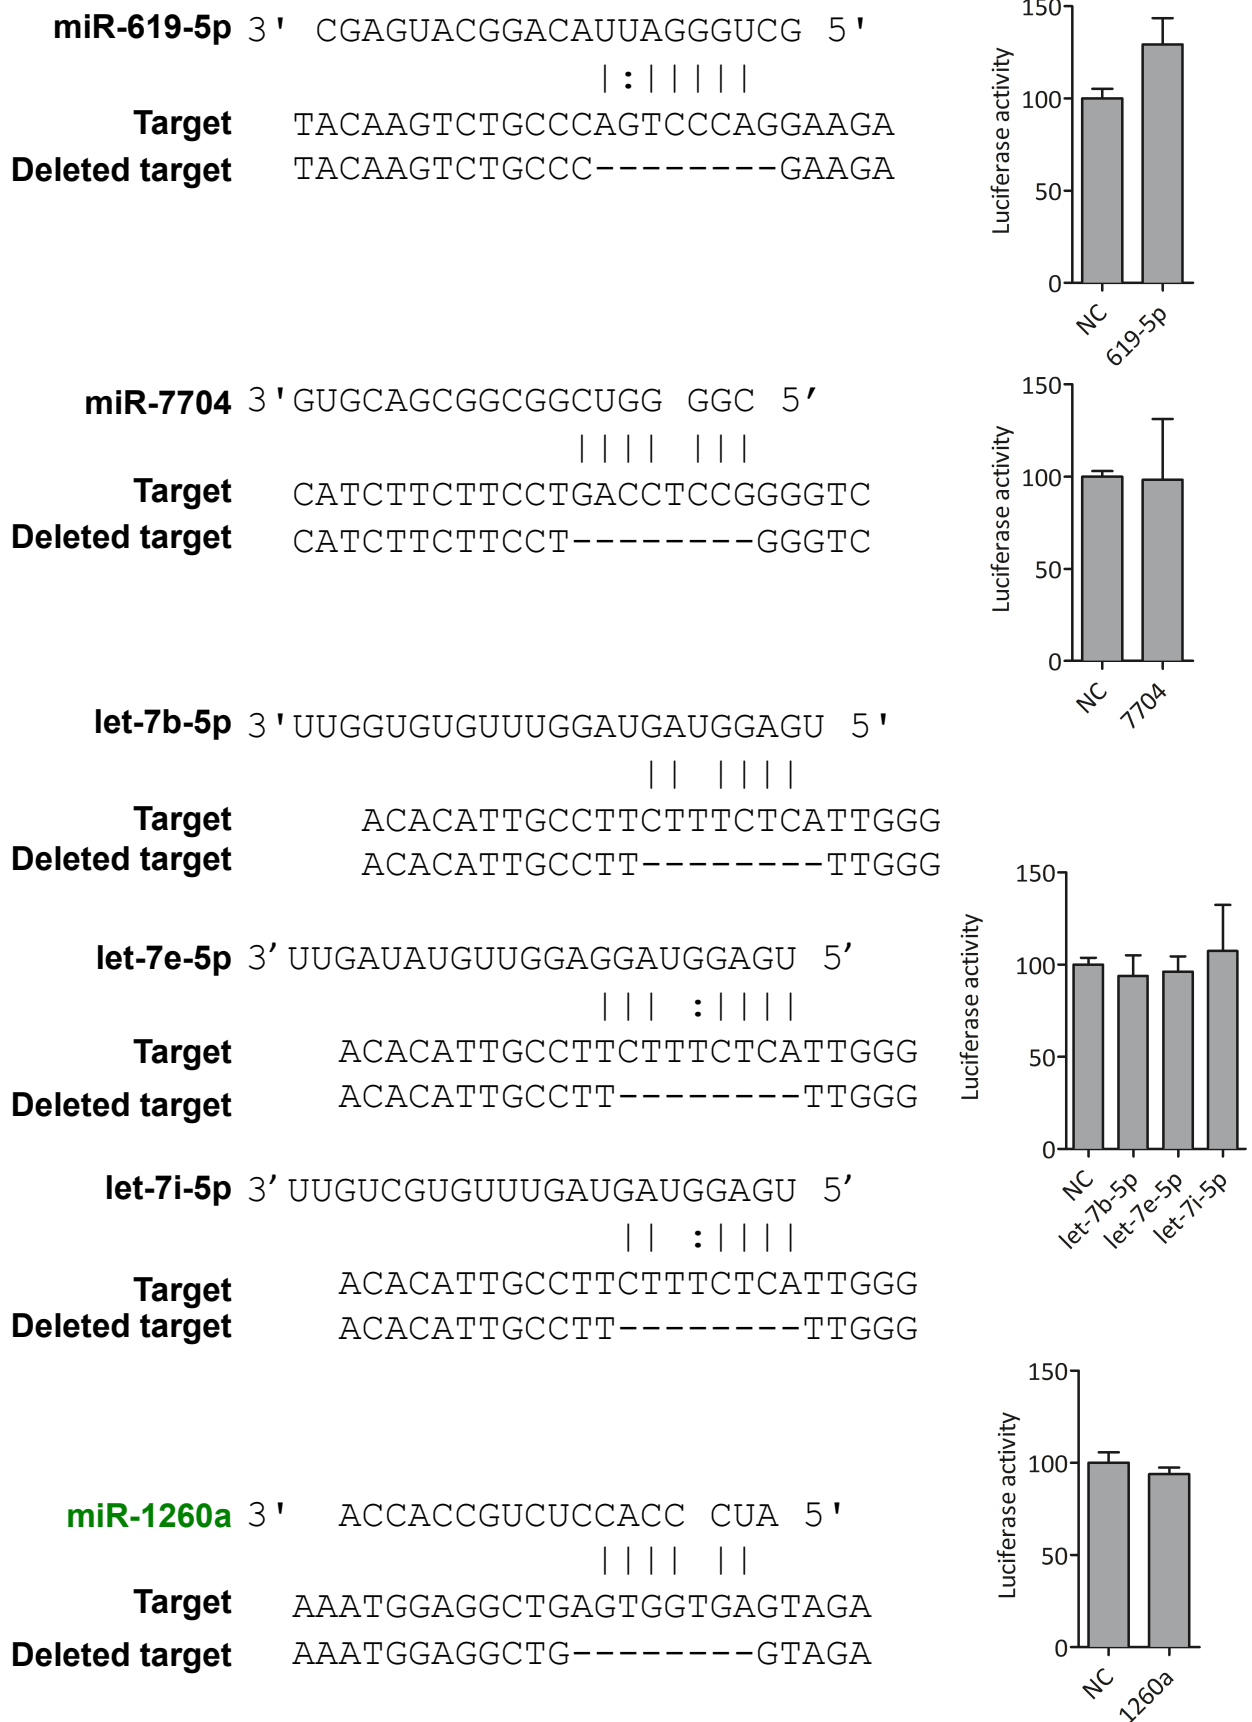 miR-619-5p 3' CGAGUACGGACAUUAGGGUCG 5'
|:|||||
Target TACAAGTCTGCCCAGTCCCAGGAAGA
Deleted target TACAAGTCTGCCC--------GAAGA
150
100
50
0
Luciferase activity
NC
619-5p
miR-7704 3'GUGCAGCGGCGGCUGG GGC 5’
|||| |||
Target CATCTTCTTCCTGACCTCCGGGGTC
Deleted target CATCTTCTTCCT--------GGGTC
150
100
50
0
Luciferase activity
NC
7704
let-7b-5p 3'UUGGUGUGUUUGGAUGAUGGAGU 5'
|| ||||
Target ACACATTGCCTTCTTTCTCATTGGG
Deleted target ACACATTGCCTT--------TTGGG
let-7e-5p 3’UUGAUAUGUUGGAGGAUGGAGU 5’
||| :||||
Target ACACATTGCCTTCTTTCTCATTGGG
Deleted target ACACATTGCCTT--------TTGGG
let-7i-5p 3’UUGUCGUGUUUGAUGAUGGAGU 5’
|| :||||
Target ACACATTGCCTTCTTTCTCATTGGG
Deleted target ACACATTGCCTT--------TTGGG
150
100
50
0
Luciferase activity
NC
let-7b-5p
let-7e-5p
let-7i-5p
miR-1260a 3' ACCACCGUCUCCACC CUA 5'
|||| ||
Target AAATGGAGGCTGAGTGGTGAGTAGA
Deleted target AAATGGAGGCTG--------GTAGA
150
100
50
0
Luciferase activity
NC
1260a